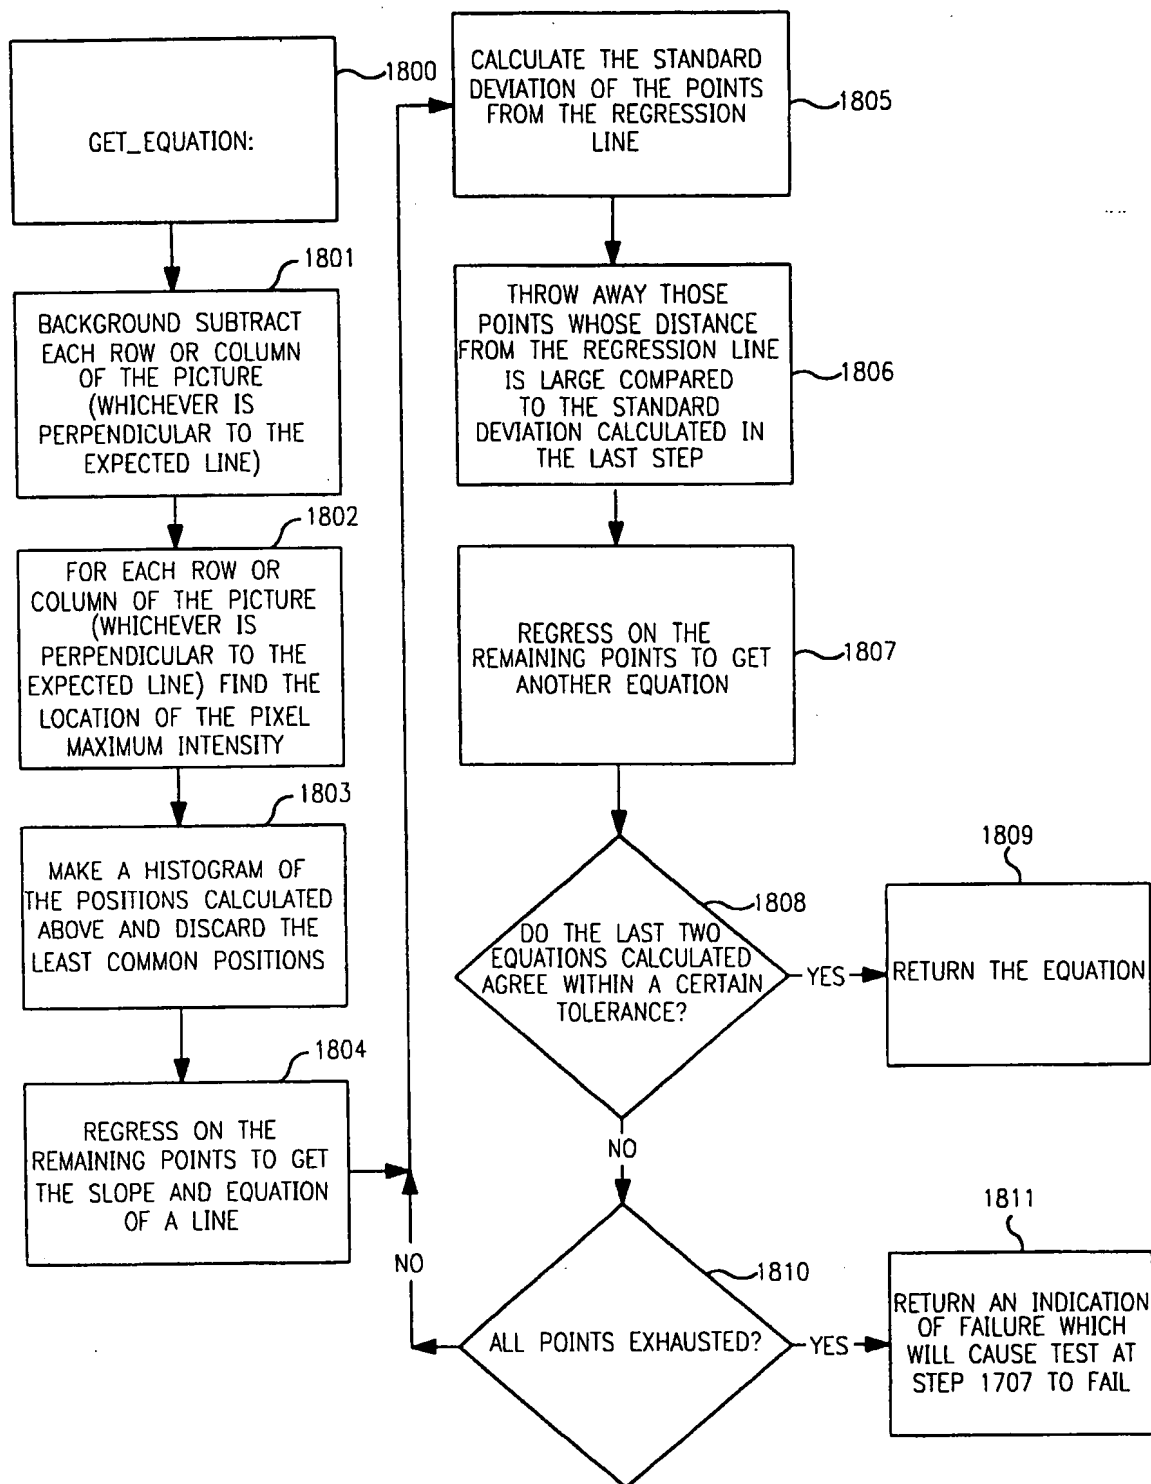 1800
GET_EQUATION:
1801
BACKGROUND SUBTRACT
EACH ROW OR COLUMN
OF THE PICTURE
(WHICHEVER IS
PERPENDICULAR TO THE
EXPECTED LINE)
1802
FOR EACH ROW OR
COLUMN OF THE PICTURE
(WHICHEVER IS
PERPENDICULAR TO THE
EXPECTED LINE) FIND THE
LOCATION OF THE PIXEL
MAXIMUM INTENSITY
1803
MAKE A HISTOGRAM OF
THE POSITIONS CALCULATED
ABOVE AND DISCARD THE
LEAST COMMON POSITIONS
1804
REGRESS ON THE
REMAINING POINTS TO GET
THE SLOPE AND EQUATION
OF A LINE
CALCULATE THE STANDARD
DEVIATION OF THE POINTS
FROM THE REGRESSION
LINE
1805
THROW AWAY THOSE
POINTS WHOSE DISTANCE
FROM THE REGRESSION LINE
IS LARGE COMPARED
TO THE STANDARD
DEVIATION CALCULATED IN
THE LAST STEP
1806
REGRESS ON THE
REMAINING POINTS TO GET
ANOTHER EQUATION
1807
1808
DO THE LAST TWO
EQUATIONS CALCULATED
AGREE WITHIN A CERTAIN
TOLERANCE?
YES
1809
RETURN THE EQUATION
NO
1810
ALL POINTS EXHAUSTED?
NO
YES
1811
RETURN AN INDICATION
OF FAILURE WHICH
WILL CAUSE TEST AT
STEP 1707 TO FAIL